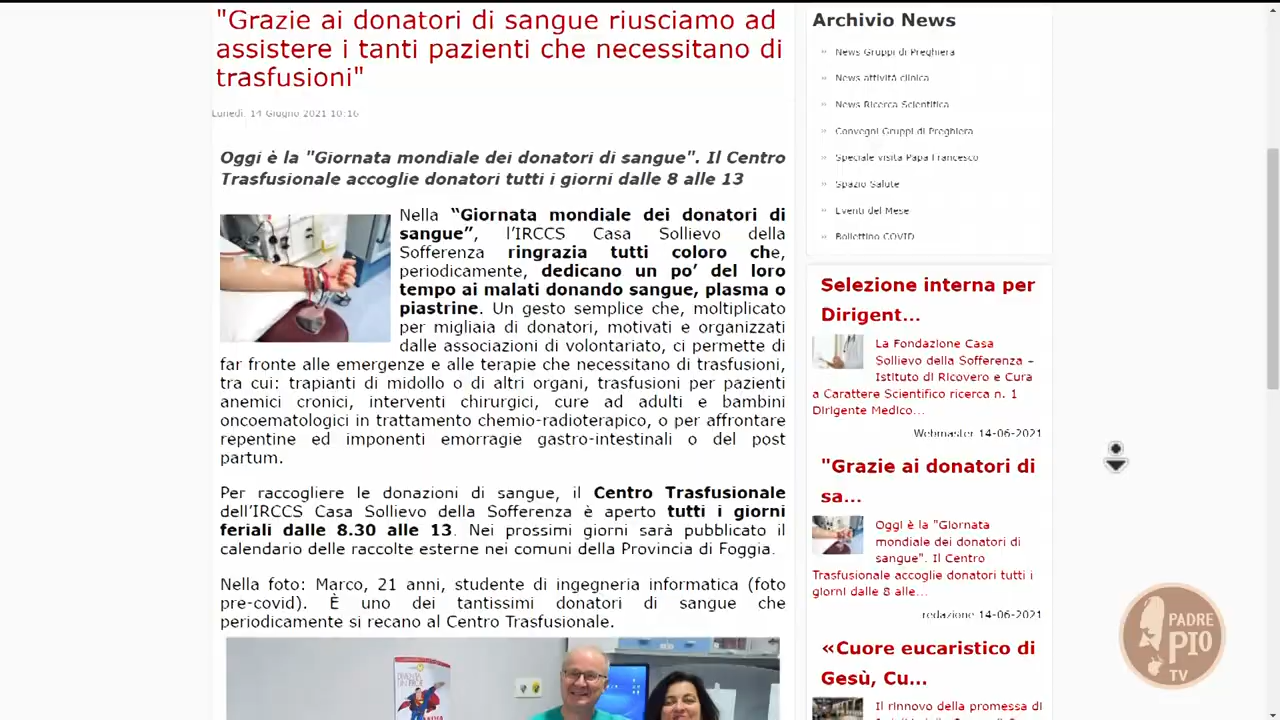 "Grazie ai donatori di sangue riusciamo ad
assistere i tanti pazienti che necessitano di
trasfusioni"
Lunedì, 14 Giugno 2021 10:16
Oggi è la "Giornata mondiale dei donatori di sangue". Il Centro
Trasfusionale accoglie donatori tutti i giorni dalle 8 alle 13
Nella “Giornata mondiale dei donatori di
sangue”, l’IRCCS Casa Sollievo della
Sofferenza ringrazia tutti coloro che,
periodicamente, dedicano un po’ del loro
tempo ai malati donando sangue, plasma o
piastrine. Un gesto semplice che, moltiplicato
per migliaia di donatori, motivati e organizzati
dalle associazioni di volontariato, ci permette di
far fronte alle emergenze e alle terapie che necessitano di trasfusioni,
tra cui: trapianti di midollo o di altri organi, trasfusioni per pazienti
anemici cronici, interventi chirurgici, cure ad adulti e bambini
oncoematologici in trattamento chemio-radioterapico, o per affrontare
repentine ed imponenti emorragie gastro-intestinali o del post
partum.
Per raccogliere le donazioni di sangue, il Centro Trasfusionale
dell’IRCCS Casa Sollievo della Sofferenza è aperto tutti i giorni
feriali dalle 8.30 alle 13. Nei prossimi giorni sarà pubblicato il
calendario delle raccolte esterne nei comuni della Provincia di Foggia.
Nella foto: Marco, 21 anni, studente di ingegneria informatica (foto
pre-covid). È uno dei tantissimi donatori di sangue che
periodicamente si recano al Centro Trasfusionale.
Archivio News
News Gruppi di Preghiera
News attività clinica
News Ricerca Scientifica
Convegni Gruppi di Preghiera
Speciale visita Papa Francesco
Spazio Salute
Eventi del Mese
Bollettino COVID
Selezione interna per
Dirigent...
La Fondazione Casa
Sollievo della Sofferenza –
Istituto di Ricovero e Cura
a Carattere Scientifico ricerca n. 1
Dirigente Medico...
Webmaster 14-06-2021
"Grazie ai donatori di
sa...
Oggi è la "Giornata
mondiale dei donatori di
sangue". Il Centro
Trasfusionale accoglie donatori tutti i
giorni dalle 8 alle...
redazione 14-06-2021
«Cuore eucaristico di
Gesù, Cu...
Il rinnovo della promessa di
PADRE
PIO
TV